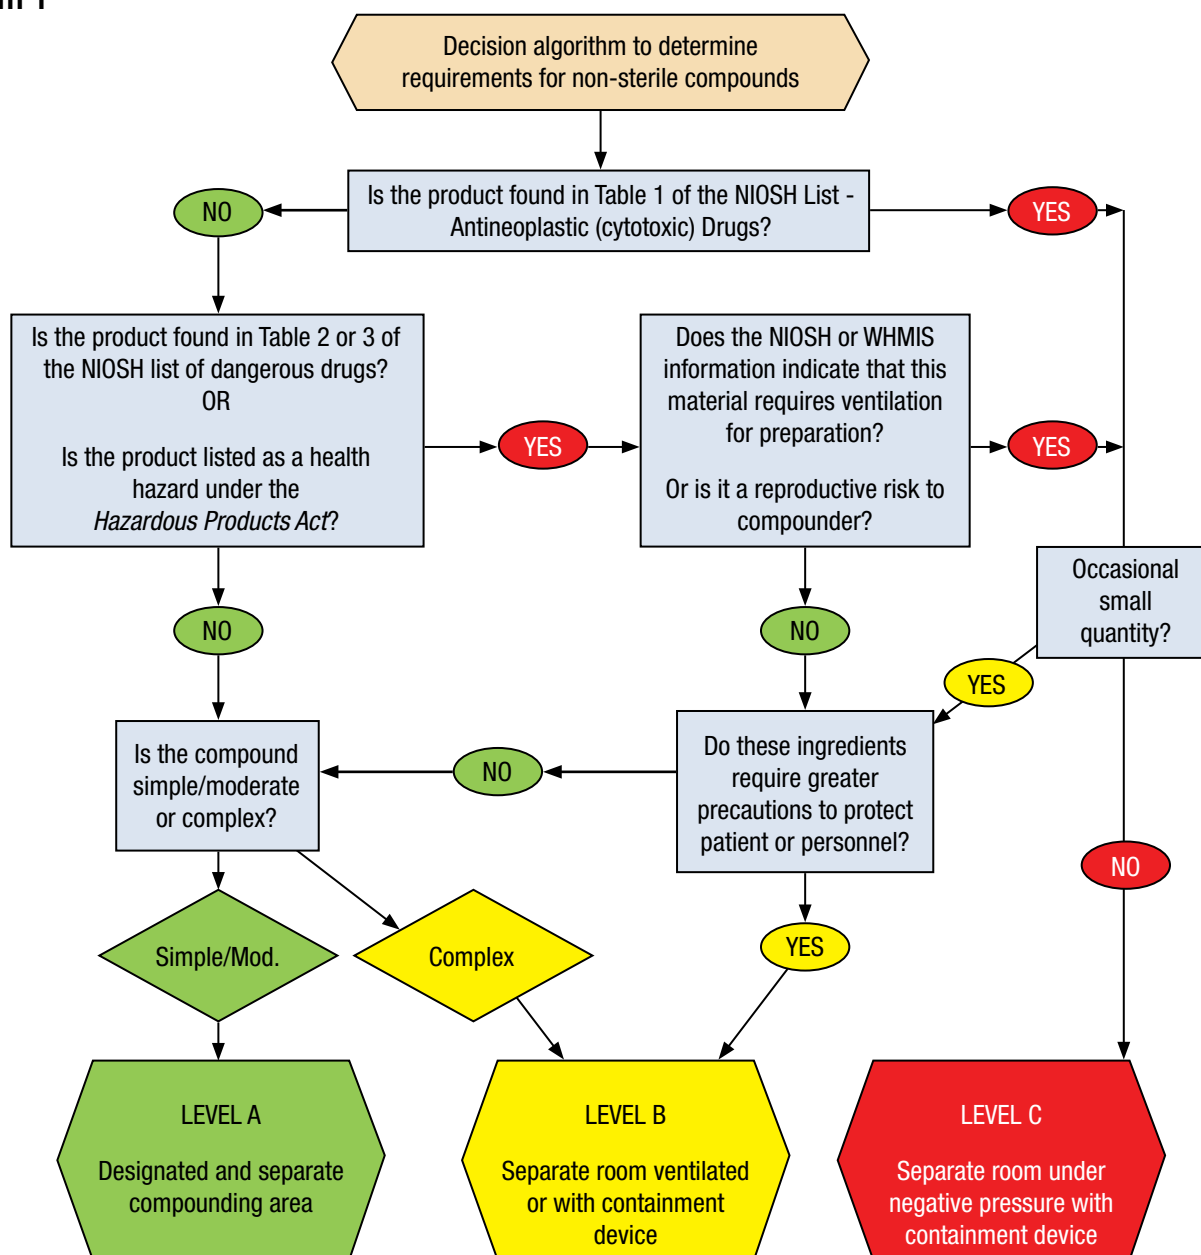 Decision algorithm to determine
requirements for non-sterile compounds
Is the product found in Table 1 of the NIOSH List -
Antineoplastic (cytotoxic) Drugs?
NO
YES
Is the product found in Table 2 or 3 of
the NIOSH list of dangerous drugs?
OR
Is the product listed as a health
hazard under the
Hazardous Products Act?
YES
Does the NIOSH or WHMIS
information indicate that this
material requires ventilation
for preparation?
Or is it a reproductive risk to
compounder?
YES
Occasional
small
quantity?
NO
NO
YES
Is the compound
simple/moderate
or complex?
NO
Do these ingredients
require greater
precautions to protect
patient or personnel?
NO
Simple/Mod.
Complex
YES
LEVEL A
Designated and separate
compounding area
LEVEL B
Separate room ventilated
or with containment
device
LEVEL C
Separate room under
negative pressure with
containment device